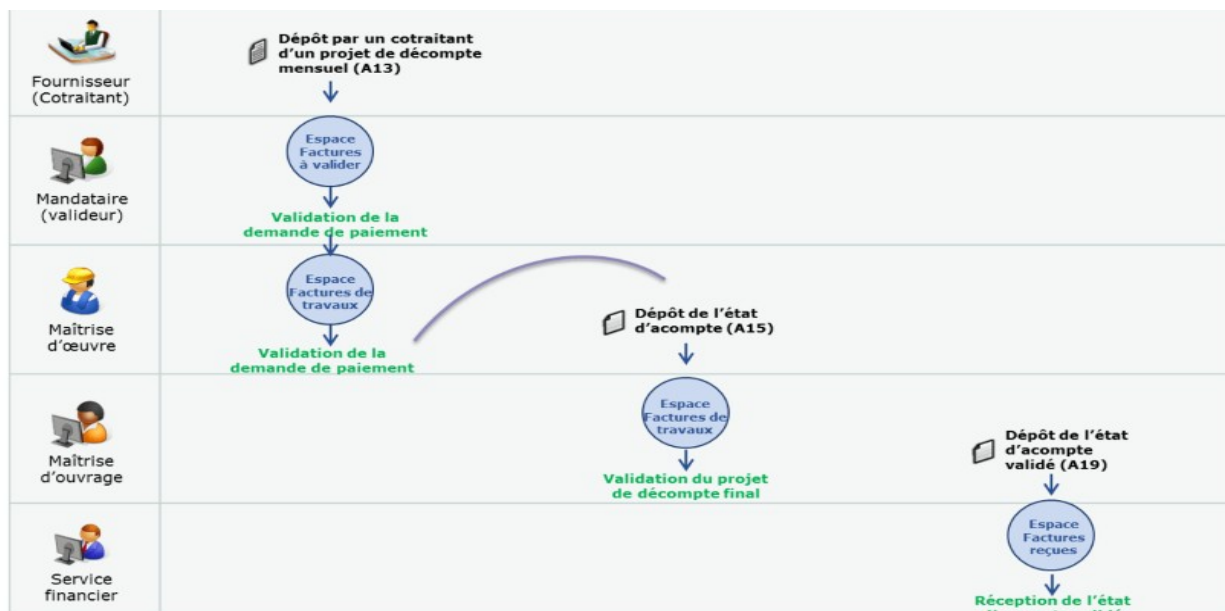 Fournisseur
(Cotraitant)
Dépôt par un cotraitant
d'un projet de décompte
mensuel (A13)
Mandataire
(valideur)
Espace
Factures
à valider
Validation de la
demande de paiement
Maîtrise
d'œuvre
Espace
Factures de
travaux
Validation de la
demande de paiement
Dépôt de l'état
d'acompte (A15)
Maîtrise
d'ouvrage
Espace
Factures de
travaux
Validation du projet
de décompte final
Dépôt de l'état
d'acompte
validé (A19)
Service
financier
Espace
Factures
reçues
Réception de l'état